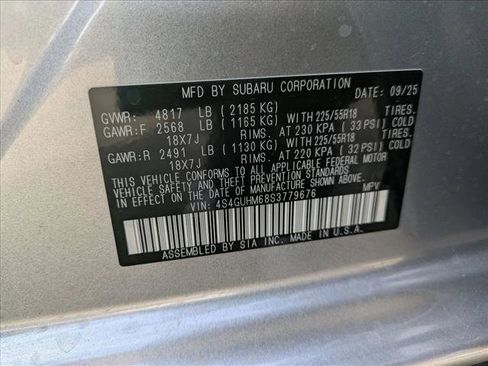 MFD BY SUBARU CORPORATION DATE: 09/25
GVWR: 4817 LB (2185 KG)
GAWR:F 2568 LB (1165 KG) WITH 225/55R18 TIRES.
18X7J RIMS. AT 230 KPA (33 PSI) COLD
GAWR:R 2491 LB (1130 KG) WITH 225/55R18 TIRES.
18X7J RIMS. AT 220 KPA (32 PSI) COLD
THIS VEHICLE CONFORMS TO ALL APPLICABLE FEDERAL MOTOR
VEHICLE SAFETY AND THEFT PREVENTION STANDARDS IN EFFECT
ON THE DATE OF MANUFACTURE SHOWN ABOVE.
VIN: 4S4GUHM68S3779676 MPV
ASSEMBLED BY SIA INC. MADE IN U.S.A.